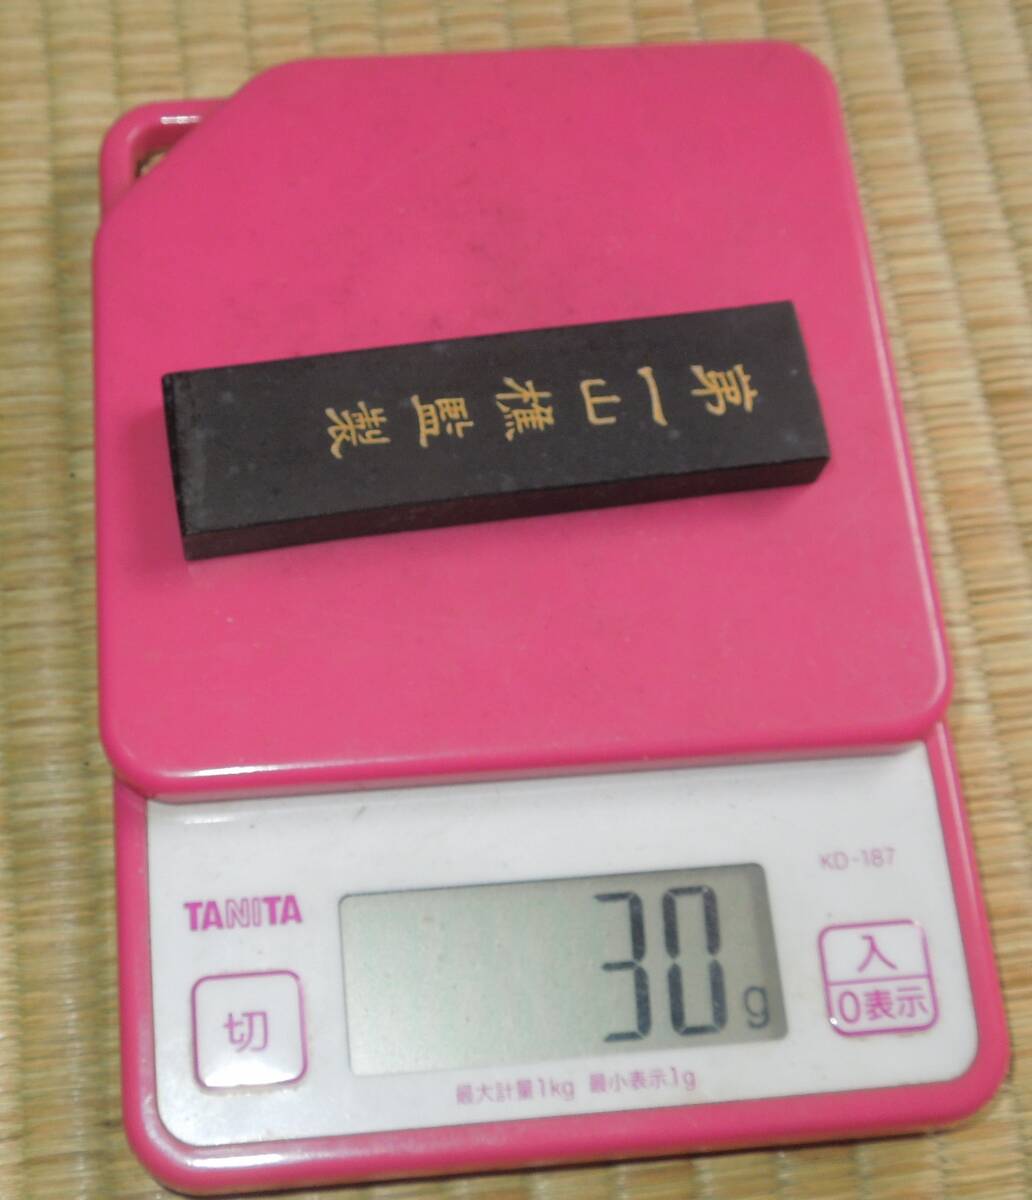 第一山樵監製
KD-187
TANITA
30g
切
入
0表示
最大計量1kg 最小表示1g